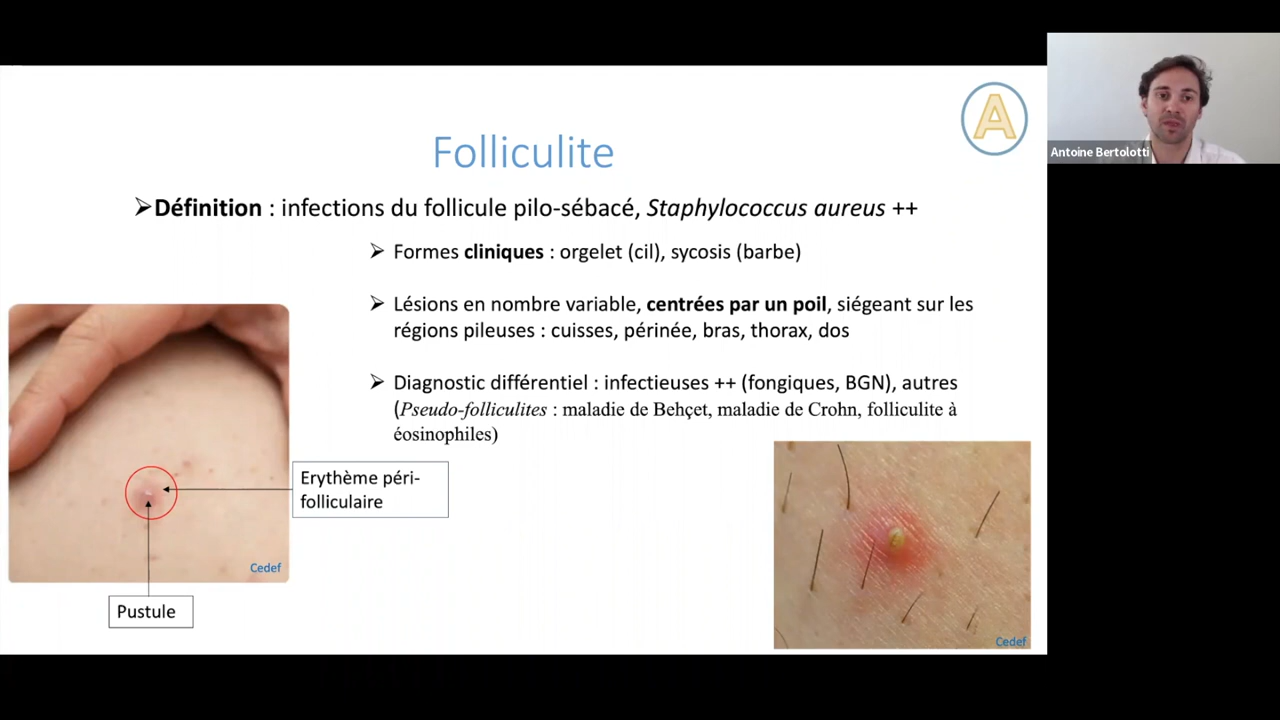 A
Folliculite
Antoine Bertolotti
➢Définition : infections du follicule pilo-sébacé, Staphylococcus aureus ++
➢ Formes cliniques : orgelet (cil), sycosis (barbe)
➢ Lésions en nombre variable, centrées par un poil, siégeant sur les
régions pileuses : cuisses, périnée, bras, thorax, dos
➢ Diagnostic différentiel : infectieuses ++ (fongiques, BGN), autres
(Pseudo-folliculites : maladie de Behçet, maladie de Crohn, folliculite à
éosinophiles)
Erythème péri-
folliculaire
Cedef
Pustule
Cedef